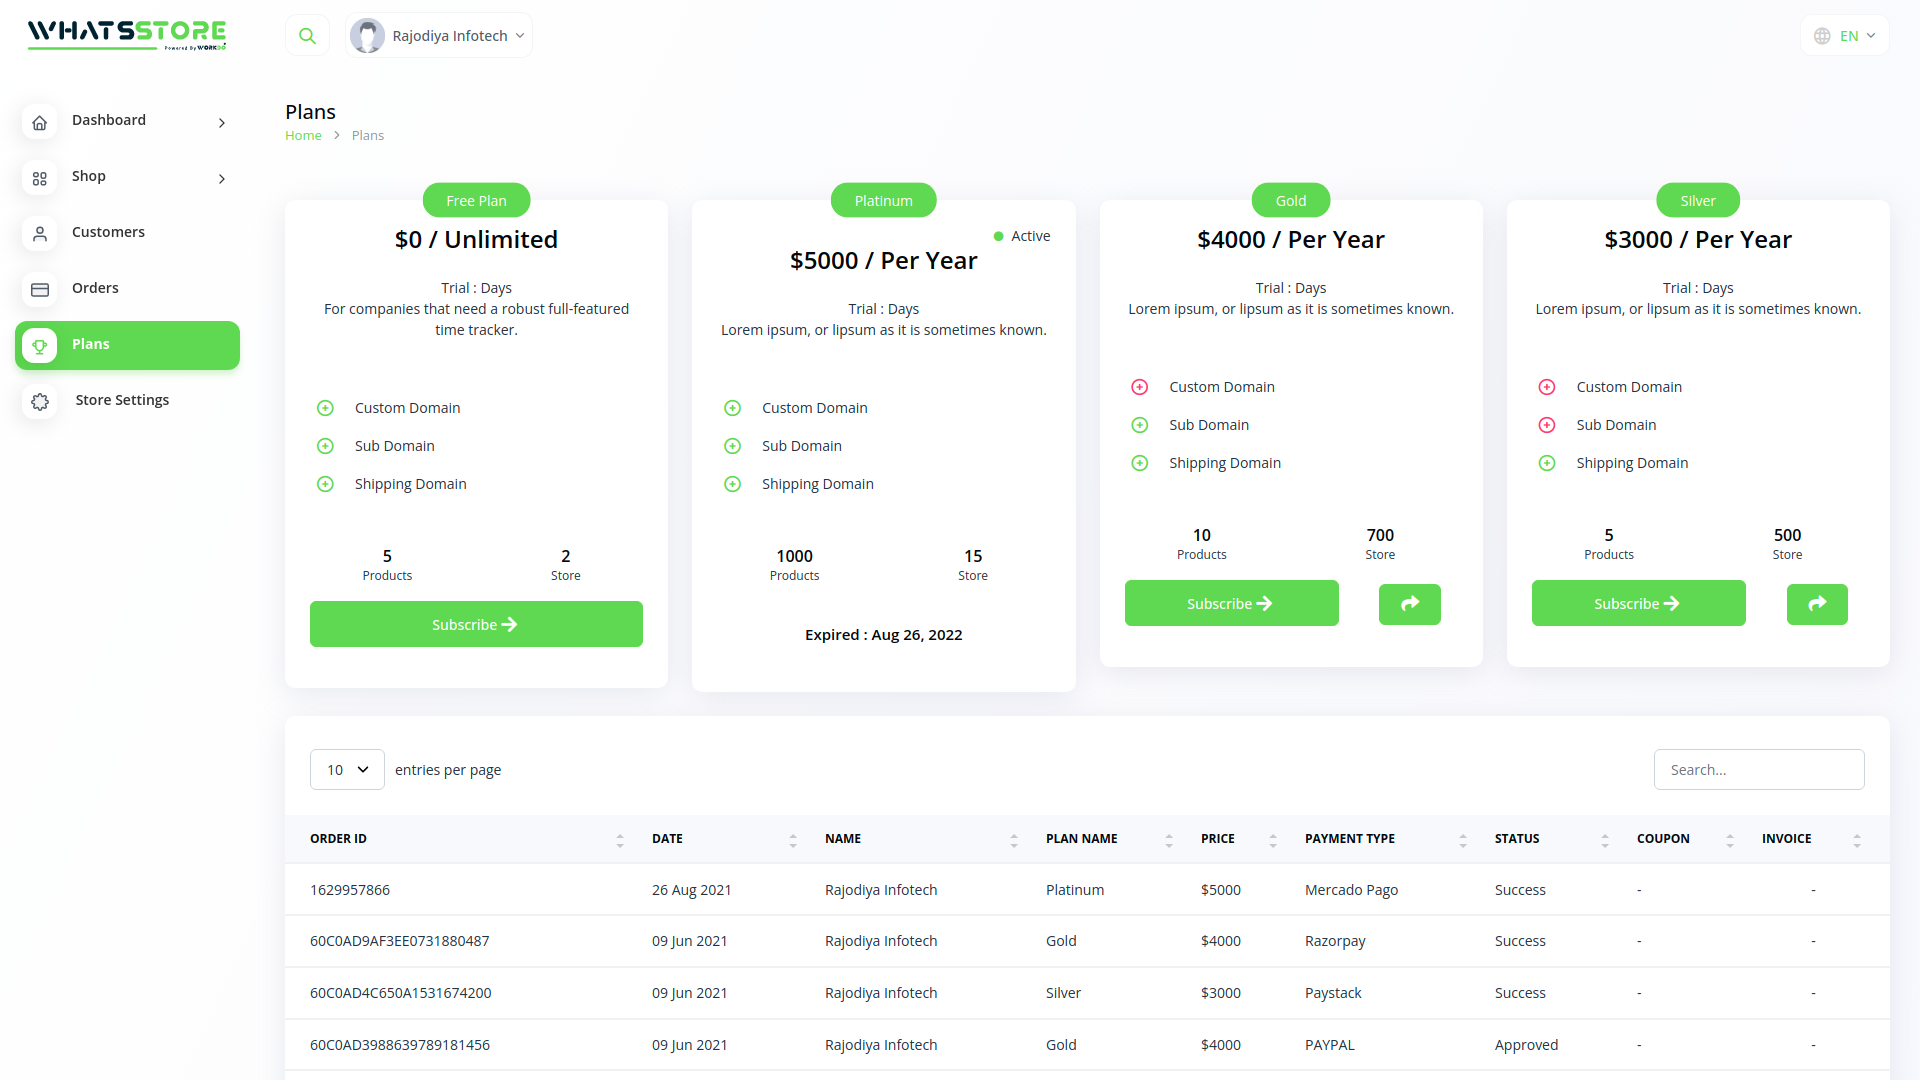 WHATSSTORE
Powered By WORKDO
Rajodiya Infotech
EN
Dashboard
Shop
Customers
Orders
Plans
Store Settings
Plans
Home > Plans
Free Plan
$0 / Unlimited
Trial : Days
For companies that need a robust full-featured
time tracker.
Custom Domain
Sub Domain
Shipping Domain
5 2
Products Store
Subscribe
Platinum
Active
$5000 / Per Year
Trial : Days
Lorem ipsum, or lipsum as it is sometimes known.
Custom Domain
Sub Domain
Shipping Domain
1000 15
Products Store
Expired : Aug 26, 2022
Gold
$4000 / Per Year
Trial : Days
Lorem ipsum, or lipsum as it is sometimes known.
Custom Domain
Sub Domain
Shipping Domain
10 700
Products Store
Subscribe
Silver
$3000 / Per Year
Trial : Days
Lorem ipsum, or lipsum as it is sometimes known.
Custom Domain
Sub Domain
Shipping Domain
5 500
Products Store
Subscribe
10 entries per page Search...
ORDER ID DATE NAME PLAN NAME PRICE PAYMENT TYPE STATUS COUPON INVOICE
1629957866 26 Aug 2021 Rajodiya Infotech Platinum $5000 Mercado Pago Success - -
60C0AD9AF3EE0731880487 09 Jun 2021 Rajodiya Infotech Gold $4000 Razorpay Success - -
60C0AD4C650A1531674200 09 Jun 2021 Rajodiya Infotech Silver $3000 Paystack Success - -
60C0AD3988639789181456 09 Jun 2021 Rajodiya Infotech Gold $4000 PAYPAL Approved - -